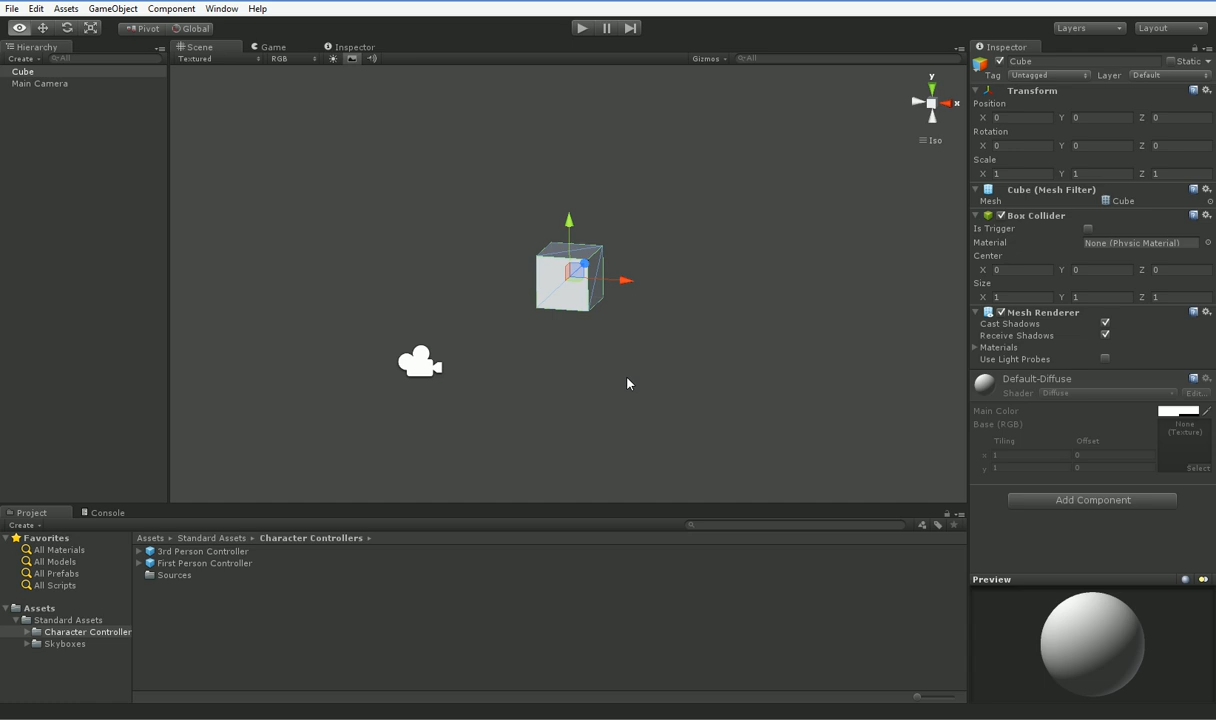 File Edit Assets GameObject Component Window Help
Pivot Global Layers Layout
Hierarchy
Create All
Cube
Main Camera
Scene Game Inspector
Textured RGB Gizmos All
y
x
Iso
Inspector
Cube Static
Tag Untagged Layer Default
Transform
Position
X 0 Y 0 Z 0
Rotation
X 0 Y 0 Z 0
Scale
X 1 Y 1 Z 1
Cube (Mesh Filter)
Mesh Cube
Box Collider
Is Trigger
Material None (Physic Material)
Center
X 0 Y 0 Z 0
Size
X 1 Y 1 Z 1
Mesh Renderer
Cast Shadows
Receive Shadows
Materials
Use Light Probes
Default-Diffuse
Shader Diffuse Edit...
Main Color
Base (RGB) None
(Texture)
Tiling Offset
x 1 0
y 1 0
Select
Add Component
Preview
Project Console
Create
Favorites
All Materials
All Models
All Prefabs
All Scripts
Assets
Standard Assets
Character Controller
Skyboxes
Assets Standard Assets Character Controllers
3rd Person Controller
First Person Controller
Sources